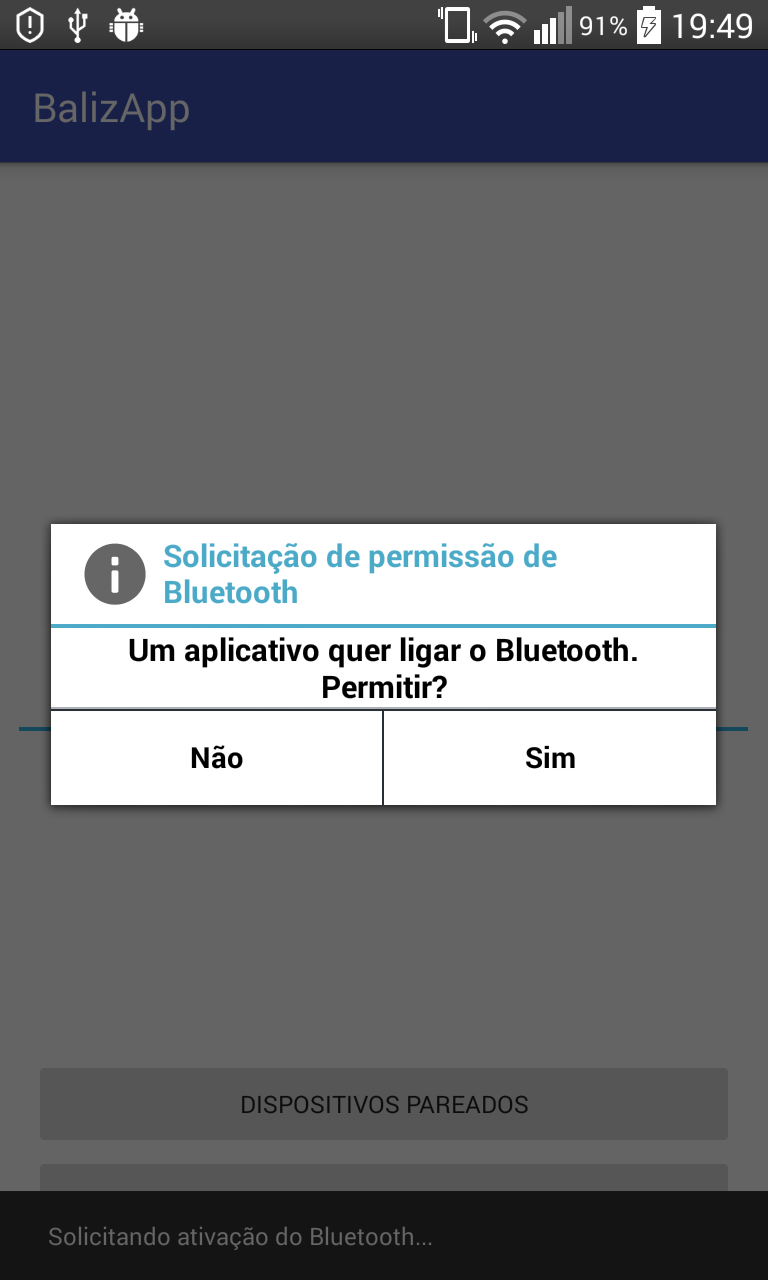 91% 19:49
BalizApp
Solicitação de permissão de
Bluetooth
Um aplicativo quer ligar o Bluetooth.
Permitir?
Não Sim
DISPOSITIVOS PAREADOS
Solicitando ativação do Bluetooth...